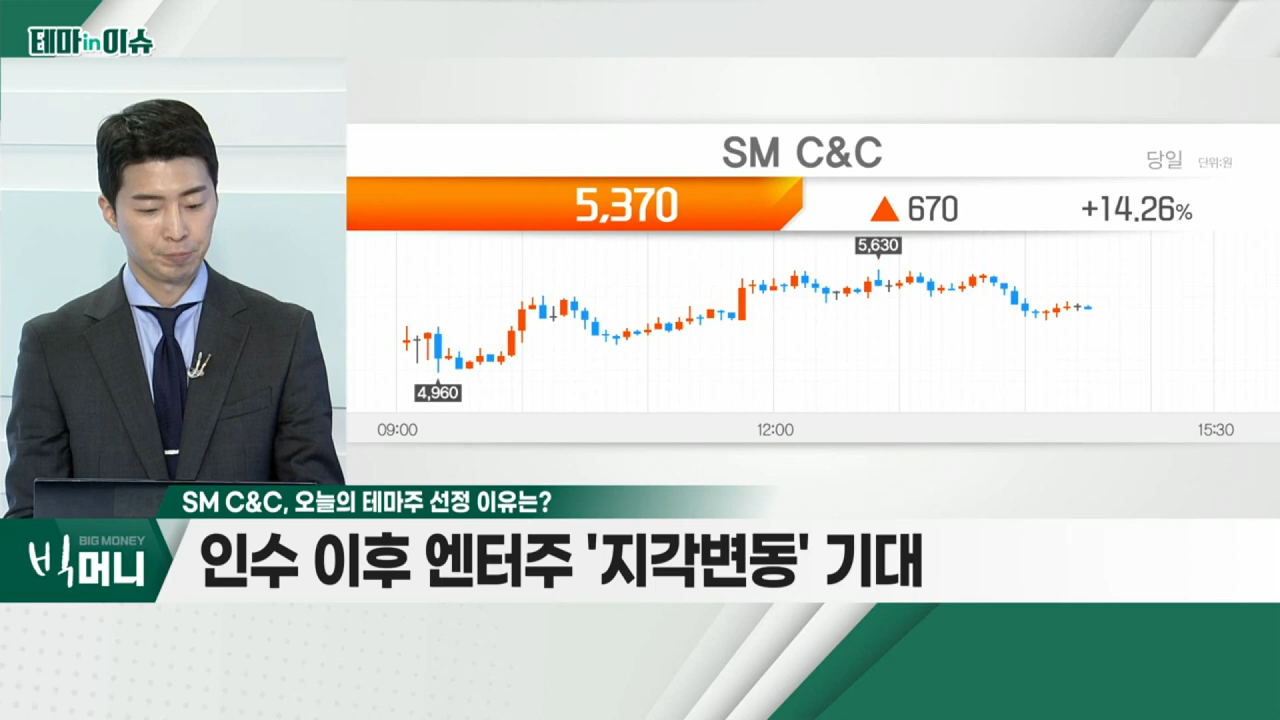 테마in이슈
SM C&C
당일 단위:원
5,370 ▲ 670 +14.26%
5,630
4,960
09:00 12:00 15:30
SM C&C, 오늘의 테마주 선정 이유는?
BIG MONEY
빅머니
인수 이후 엔터주 '지각변동' 기대